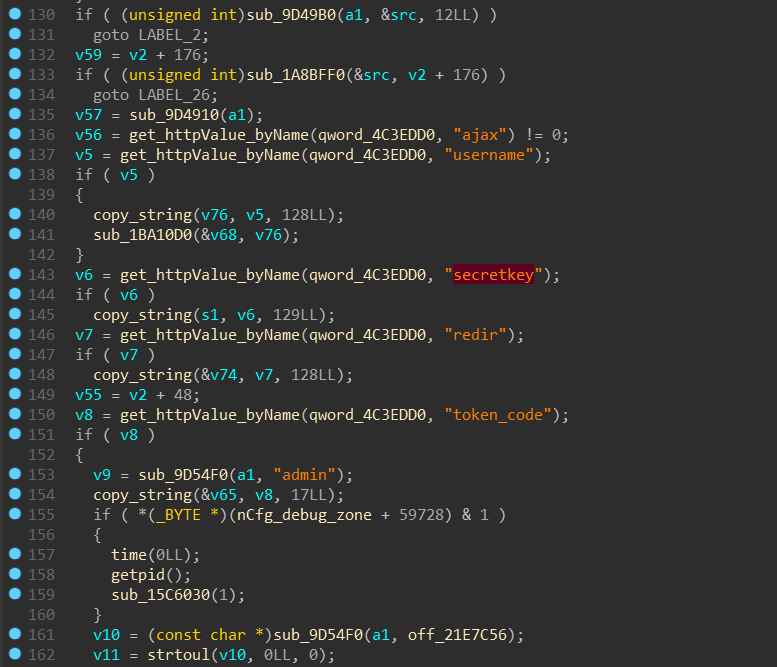 130 if ( (unsigned int)sub_9D49B0(a1, &src, 12LL) )
131 goto LABEL_2;
132 v59 = v2 + 176;
133 if ( (unsigned int)sub_1A8BFF0(&src, v2 + 176) )
134 goto LABEL_26;
135 v57 = sub_9D4910(a1);
136 v56 = get_httpValue_byName(qword_4C3EDD0, "ajax") != 0;
137 v5 = get_httpValue_byName(qword_4C3EDD0, "username");
138 if ( v5 )
139 {
140 copy_string(v76, v5, 128LL);
141 sub_1BA10D0(&v68, v76);
142 }
143 v6 = get_httpValue_byName(qword_4C3EDD0, "secretkey");
144 if ( v6 )
145 copy_string(s1, v6, 129LL);
146 v7 = get_httpValue_byName(qword_4C3EDD0, "redir");
147 if ( v7 )
148 copy_string(&v74, v7, 128LL);
149 v55 = v2 + 48;
150 v8 = get_httpValue_byName(qword_4C3EDD0, "token_code");
151 if ( v8 )
152 {
153 v9 = sub_9D54F0(a1, "admin");
154 copy_string(&v65, v8, 17LL);
155 if ( *(_BYTE *)(nCfg_debug_zone + 59728) & 1 )
156 {
157 time(0LL);
158 getpid();
159 sub_15C6030(1);
160 }
161 v10 = (const char *)sub_9D54F0(a1, off_21E7C56);
162 v11 = strtoul(v10, 0LL, 0);